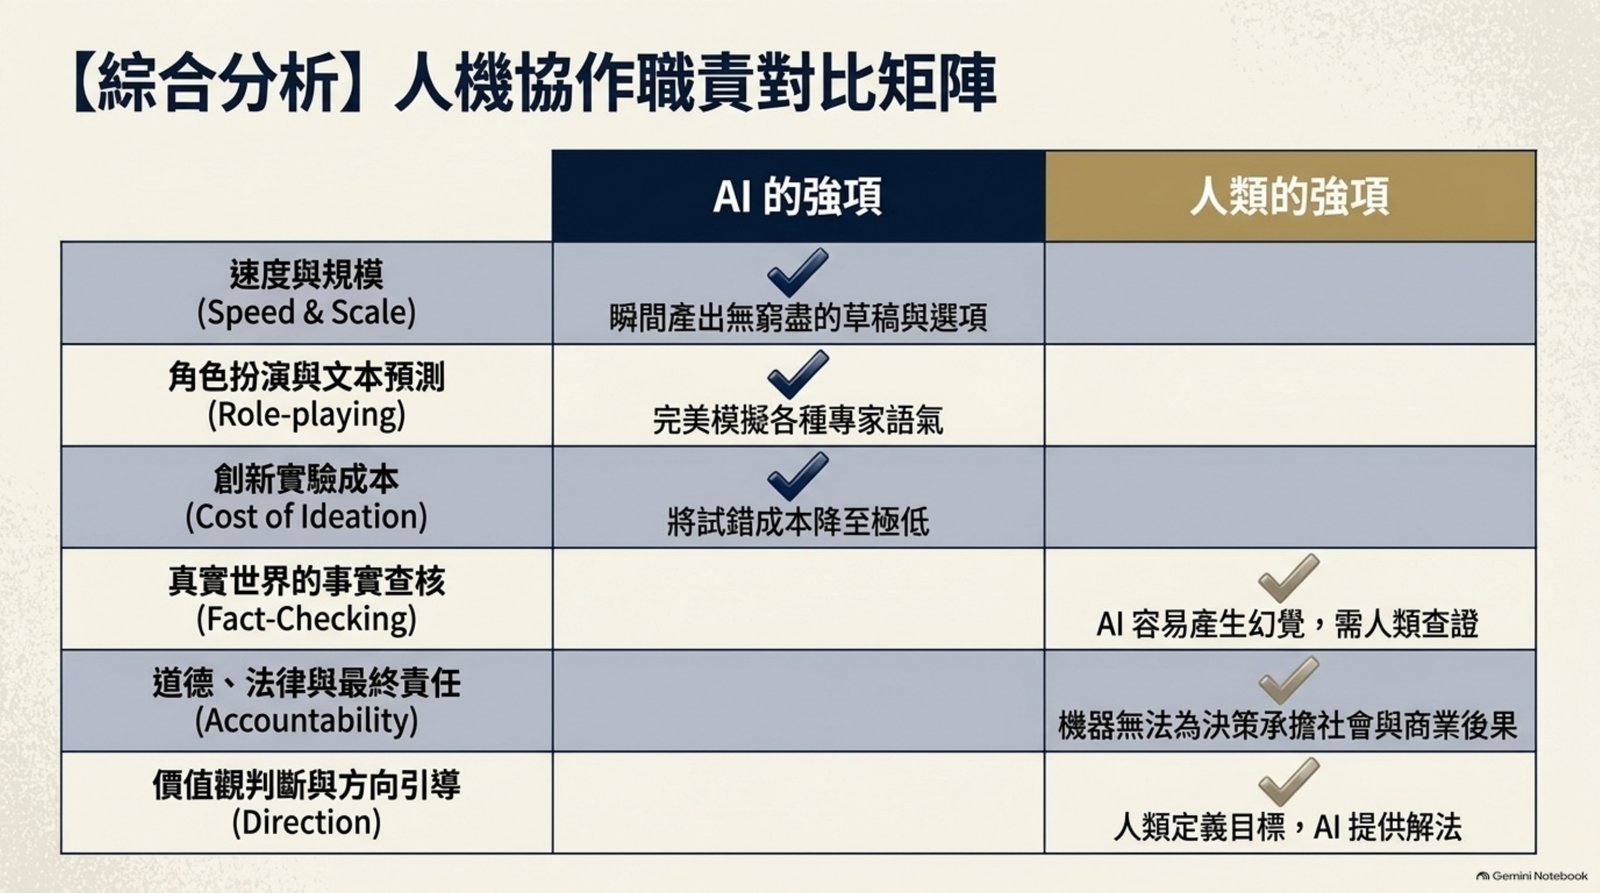 【綜合分析】人機協作職責對比矩陣
AI 的強項
人類的強項
速度與規模
(Speed & Scale)
瞬間產出無窮盡的草稿與選項
角色扮演與文本預測
(Role-playing)
完美模擬各種專家語氣
創新實驗成本
(Cost of Ideation)
將試錯成本降至極低
真實世界的事實查核
(Fact-Checking)
AI 容易產生幻覺，需人類查證
道德、法律與最終責任
(Accountability)
機器無法為決策承擔社會與商業後果
價值觀判斷與方向引導
(Direction)
人類定義目標，AI 提供解法
Gemini Notebook